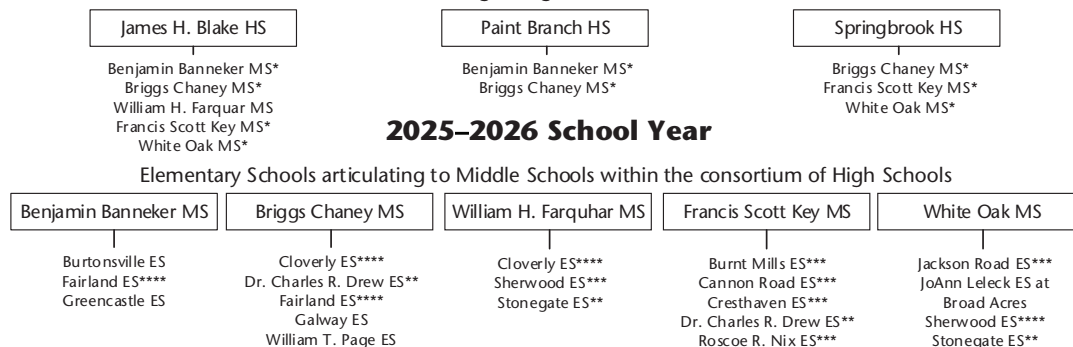 James H. Blake HS
Benjamin Banneker MS*
Briggs Chaney MS*
William H. Farquar MS
Francis Scott Key MS*
White Oak MS*
Paint Branch HS
Benjamin Banneker MS*
Briggs Chaney MS*
Springbrook HS
Briggs Chaney MS*
Francis Scott Key MS*
White Oak MS*
2025–2026 School Year
Elementary Schools articulating to Middle Schools within the consortium of High Schools
Benjamin Banneker MS
Burtonsville ES
Fairland ES****
Greencastle ES
Briggs Chaney MS
Cloverly ES****
Dr. Charles R. Drew ES**
Fairland ES****
Galway ES
William T. Page ES
William H. Farquhar MS
Cloverly ES****
Sherwood ES***
Stonegate ES**
Francis Scott Key MS
Burnt Mills ES***
Cannon Road ES***
Cresthaven ES***
Dr. Charles R. Drew ES**
Roscoe R. Nix ES***
White Oak MS
Jackson Road ES***
JoAnn Leleck ES at
Broad Acres
Sherwood ES****
Stonegate ES**